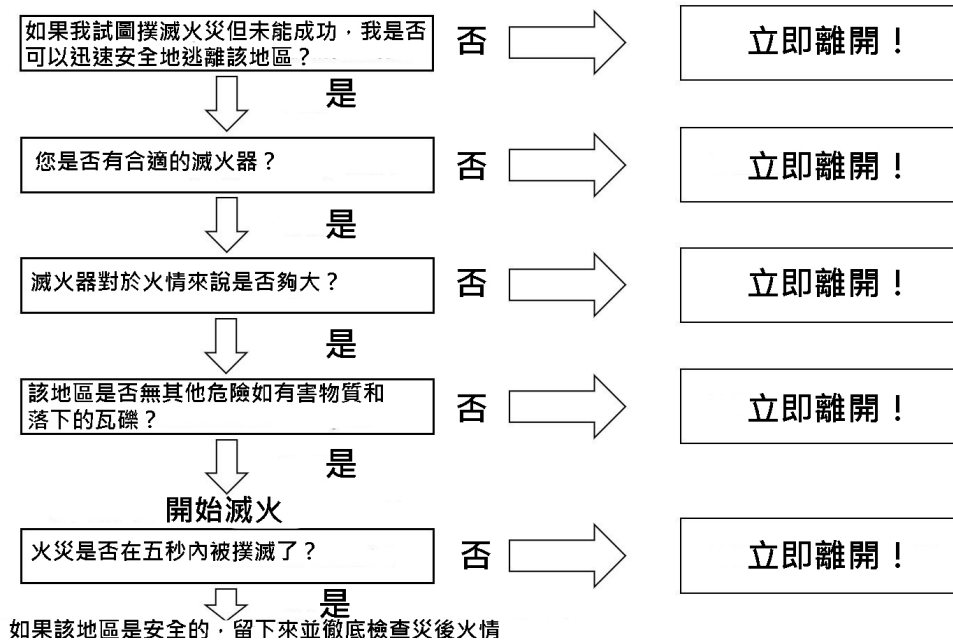 如果我試圖撲滅火災但未能成功，我是否
可以迅速安全地逃離該地區？
否
立即離開！
是
您是否有合適的滅火器？
否
立即離開！
是
滅火器對於火情來說是否夠大？
否
立即離開！
是
該地區是否無其他危險如有害物質和
落下的瓦礫？
否
立即離開！
是
開始滅火
火災是否在五秒內被撲滅了？
否
立即離開！
是
如果該地區是安全的，留下來並徹底檢查災後火情